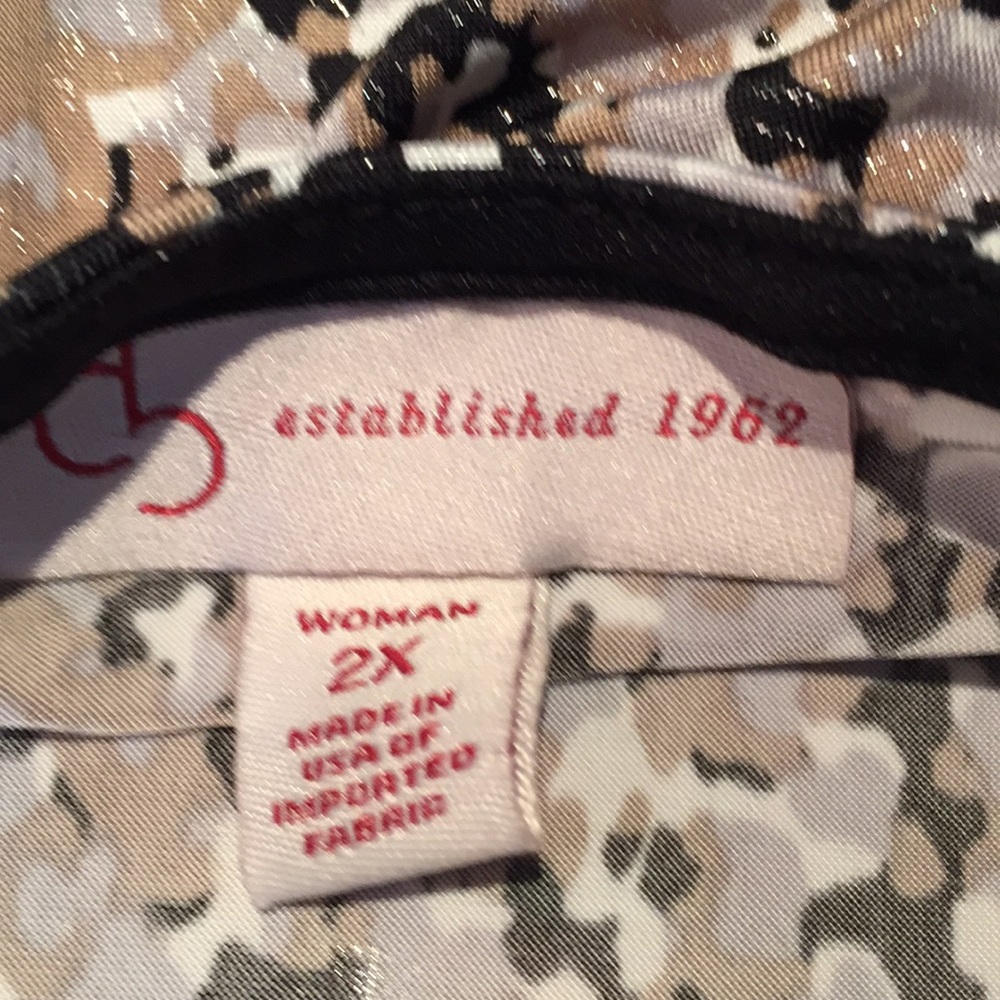 established 1962
WOMAN
2X
MADE IN
USA OF
IMPORTED
FABRIC